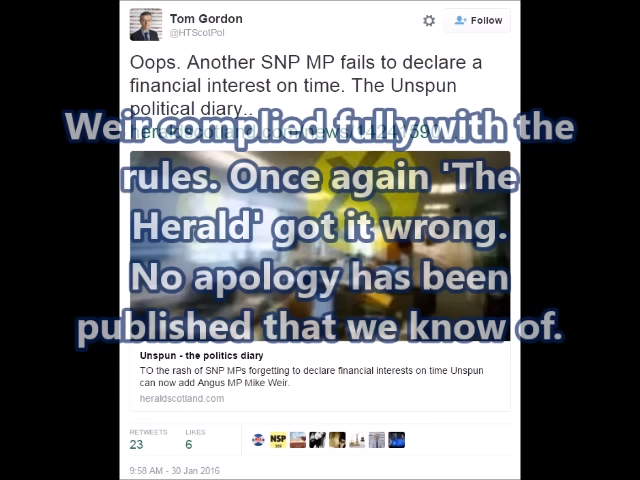 Tom Gordon
@HTScotPol
Follow
Oops. Another SNP MP fails to declare a
financial interest on time. The Unspun
political diary..
Weir complied fully with the
rules. Once again 'The
Herald' got it wrong.
No apology has been
published that we know of.
Unspun - the politics diary
TO the rash of SNP MPs forgetting to declare financial interests on time Unspun
can now add Angus MP Mike Weir.
heraldscotland.com
RETWEETS
LIKES
23
6
9:58 AM - 30 Jan 2016